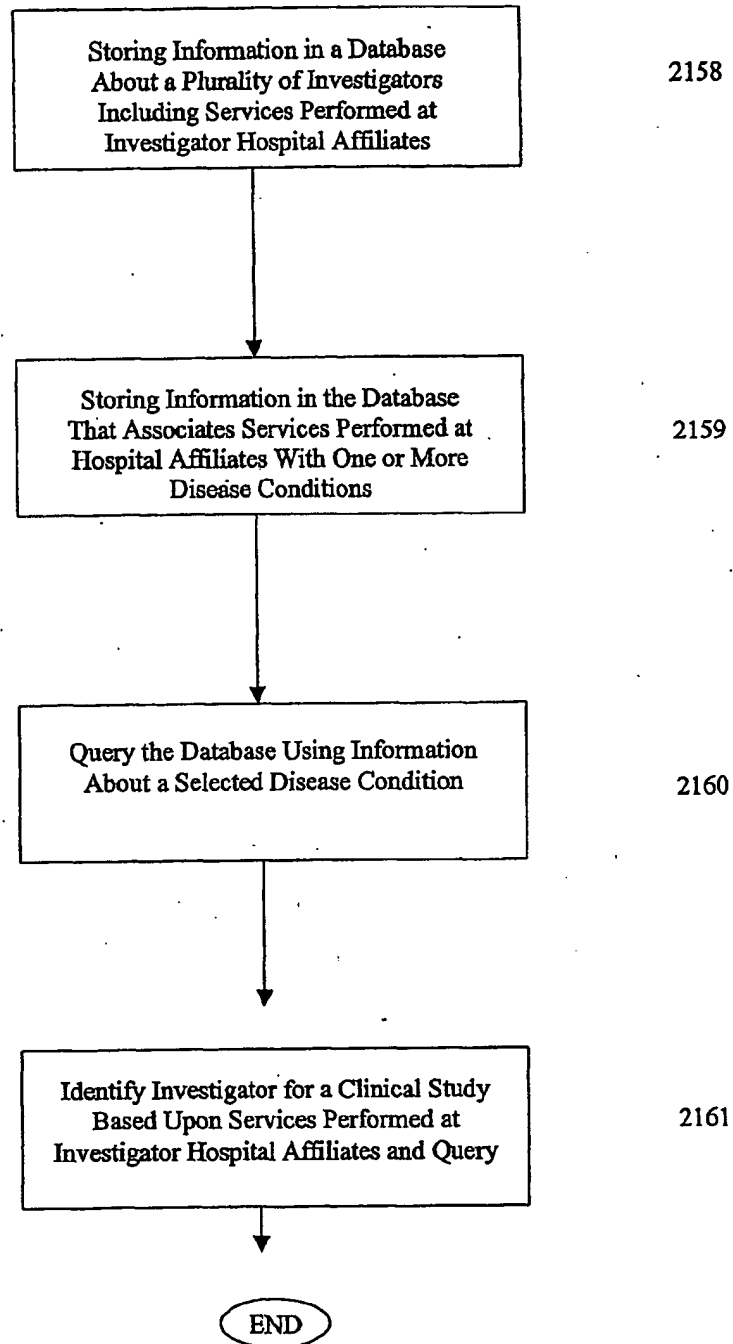 Storing Information in a Database
About a Plurality of Investigators
Including Services Performed at
Investigator Hospital Affiliates
2158
Storing Information in the Database
That Associates Services Performed at
Hospital Affiliates With One or More
Disease Conditions
2159
Query the Database Using Information
About a Selected Disease Condition
2160
Identify Investigator for a Clinical Study
Based Upon Services Performed at
Investigator Hospital Affiliates and Query
2161
END